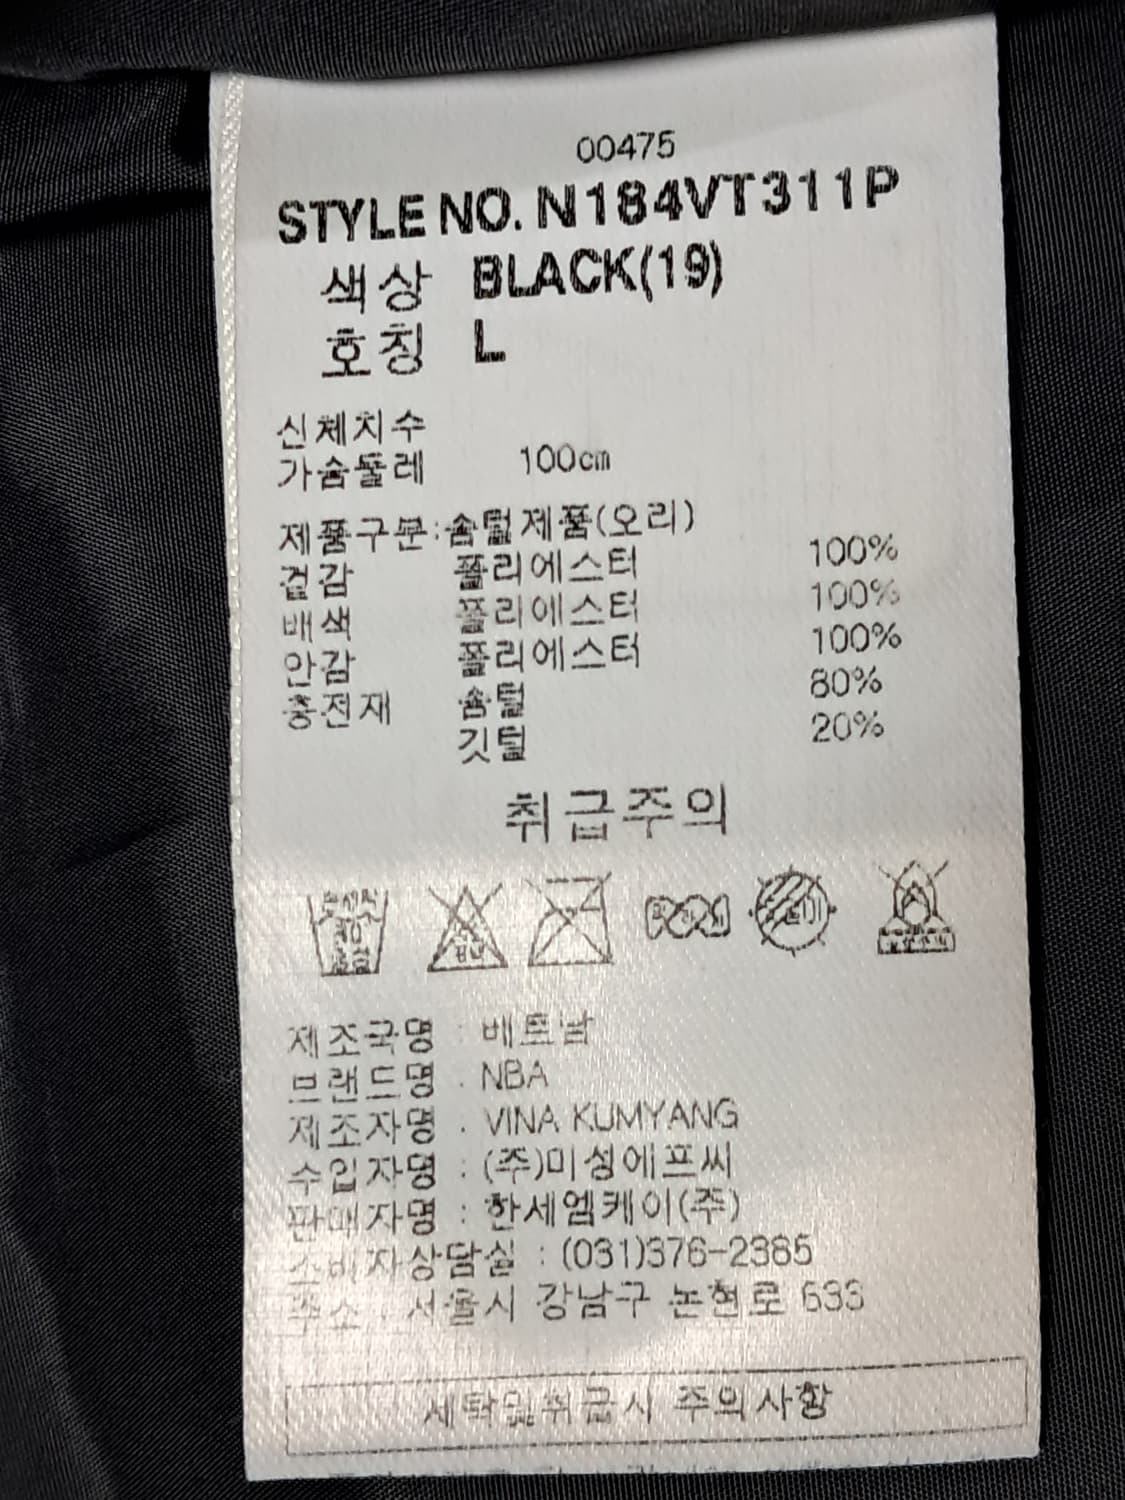 00475
STYLE NO. N184VT311P
색상 BLACK(19)
호칭 L
신체치수
가슴둘레 100cm
제품구분:솜털제품(오리)
겉감 폴리에스터 100%
배색 폴리에스터 100%
안감 폴리에스터 100%
충전재 솜털 80%
깃털 20%
취급주의
제조국명 : 베트남
브랜드명 : NBA
제조자명 : VINA KUMYANG
수입자명 : (주)미성에프씨
판매자명 : 한세엠케이(주)
소비자상담실 : (031)376-2385
주소 : 서울시 강남구 논현로 633
세탁및취급시 주의사항